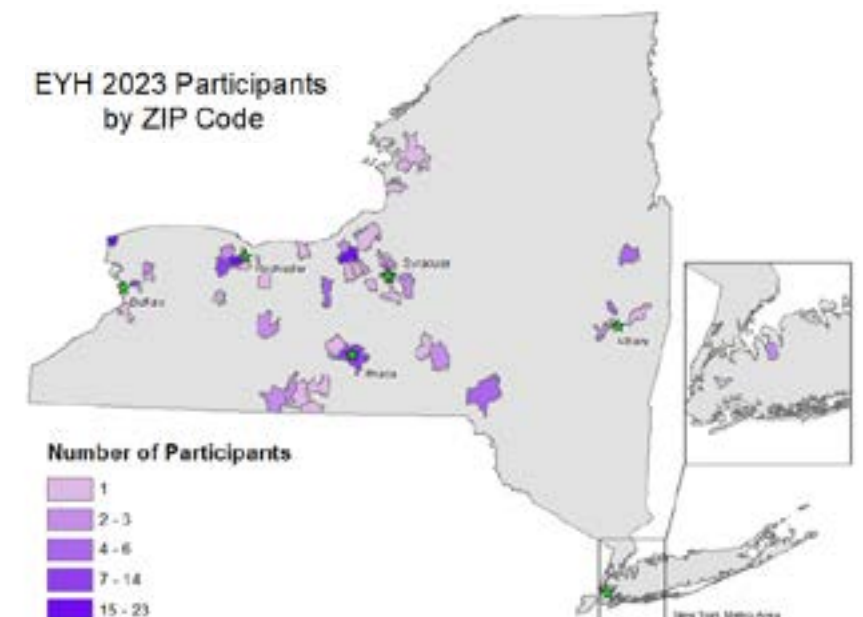 EYH 2023 Participants
by ZIP Code
Syracuse
Rochester
Buffalo
Albany
Ithaca
Number of Participants
1
2 - 3
4 - 6
7 - 14
15 - 23
New York Metro Area